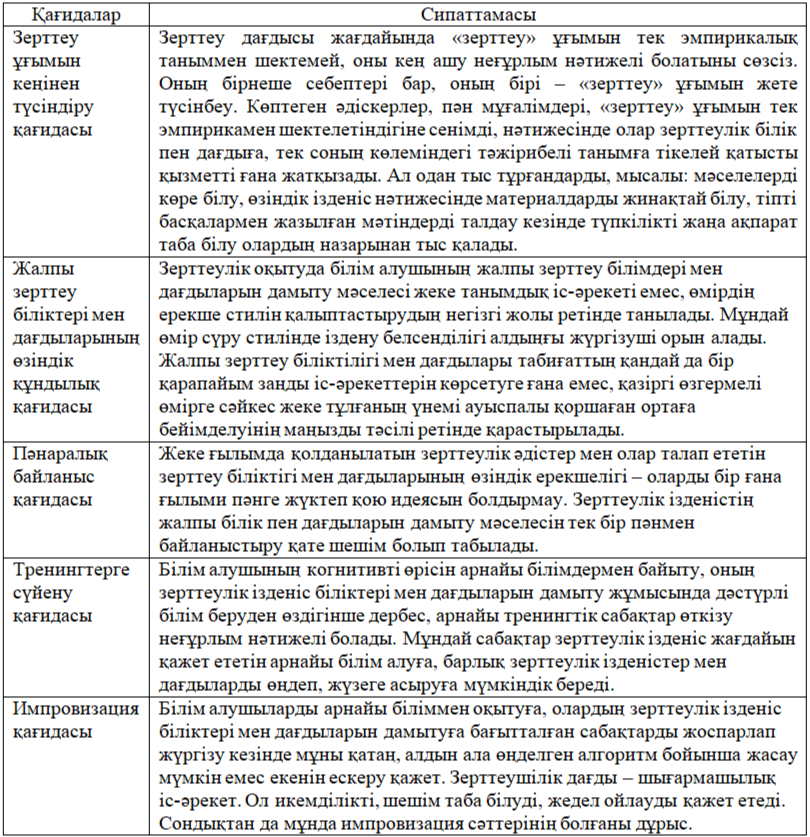 Қағидалар
Сипаттамасы
Зерттеу
ұғымын
кеңінен
түсіндіру
қағидасы
Зерттеу дағдысы жағдайында «зерттеу» ұғымын тек эмпирикалық
таныммен шектемей, оны кең ашу неғұрлым нәтижелі болатыны сөзсіз.
Оның бірнеше себептері бар, оның бірі – «зерттеу» ұғымын жете
түсінбеу. Көптеген әдіскерлер, пән мұғалімдері, «зерттеу» ұғымын тек
эмпирикамен шектелетіндігіне сенімді, нәтижесінде олар зерттеулік білік
пен дағдыға, тек соның көлеміндегі тәжірибелі танымға тікелей қатысты
қызметті ғана жатқызады. Ал одан тыс тұрғандарды, мысалы: мәселелерді
көре білу, өзіндік ізденіс нәтижесінде материалдарды жинақтай білу, тіпті
басқалармен жазылған мәтіндерді талдау кезінде түпкілікті жаңа ақпарат
таба білу олардың назарынан тыс қалады.
Жалпы
зерттеу
біліктері мен
дағдыларының
өзіндік
құндылық
қағидасы
Зерттеулік оқытуда білім алушының жалпы зерттеу білімдері мен
дағдыларын дамыту мәселесі жеке танымдық іс-әрекеті емес, өмірдің
ерекше стилін қалыптастырудың негізгі жолы ретінде танылады. Мұндай
өмір сүру стилінде іздену белсенділігі алдыңғы жүргізуші орын алады.
Жалпы зерттеу біліктілігі мен дағдылары табиғаттың қандай да бір
қарапайым заңды іс-әрекеттерін көрсетуге ғана емес, қазіргі өзгермелі
өмірге сәйкес жеке тұлғаның үнемі ауыспалы қоршаған ортаға
бейімделуінің маңызды тәсілі ретінде қарастырылады.
Пәнаралық
байланыс
қағидасы
Жеке ғылымда қолданылатын зерттеулік әдістер мен олар талап ететін
зерттеу біліктігі мен дағдыларының өзіндік ерекшелігі – оларды бір ғана
ғылыми пәнге жүктеп қою идеясын болдырмау. Зерттеулік ізденістің
жалпы білік пен дағдыларын дамыту мәселесін тек бір пәнмен
байланыстыру қате шешім болып табылады.
Тренингтерге
сүйену
қағидасы
Білім алушының когнитивті өрісін арнайы білімдермен байыту, оның
зерттеулік ізденіс біліктері мен дағдыларын дамыту жұмысында дәстүрлі
білім беруден өздігінше дербес, арнайы тренингтік сабақтар өткізу
неғұрлым нәтижелі болады. Мұндай сабақтар зерттеулік ізденіс жағдайын
қажет ететін арнайы білім алуға, барлық зерттеулік ізденістер мен
дағдыларды өңдеп, жүзеге асыруға мүмкіндік береді.
Импровизация
қағидасы
Білім алушыларды арнайы біліммен оқытуға, олардың зерттеулік ізденіс
біліктері мен дағдыларын дамытуға бағытталған сабақтарды жоспарлап
жүргізу кезінде мұны қатаң, алдын ала өңделген алгоритм бойынша жасау
мүмкін емес екенін ескеру қажет. Зерттеушілік дағды – шығармашылық
іс-әрекет. Ол икемділікті, шешім таба білуді, жедел ойлауды қажет етеді.
Сондықтан да мұнда импровизация сәттерінің болғаны дұрыс.